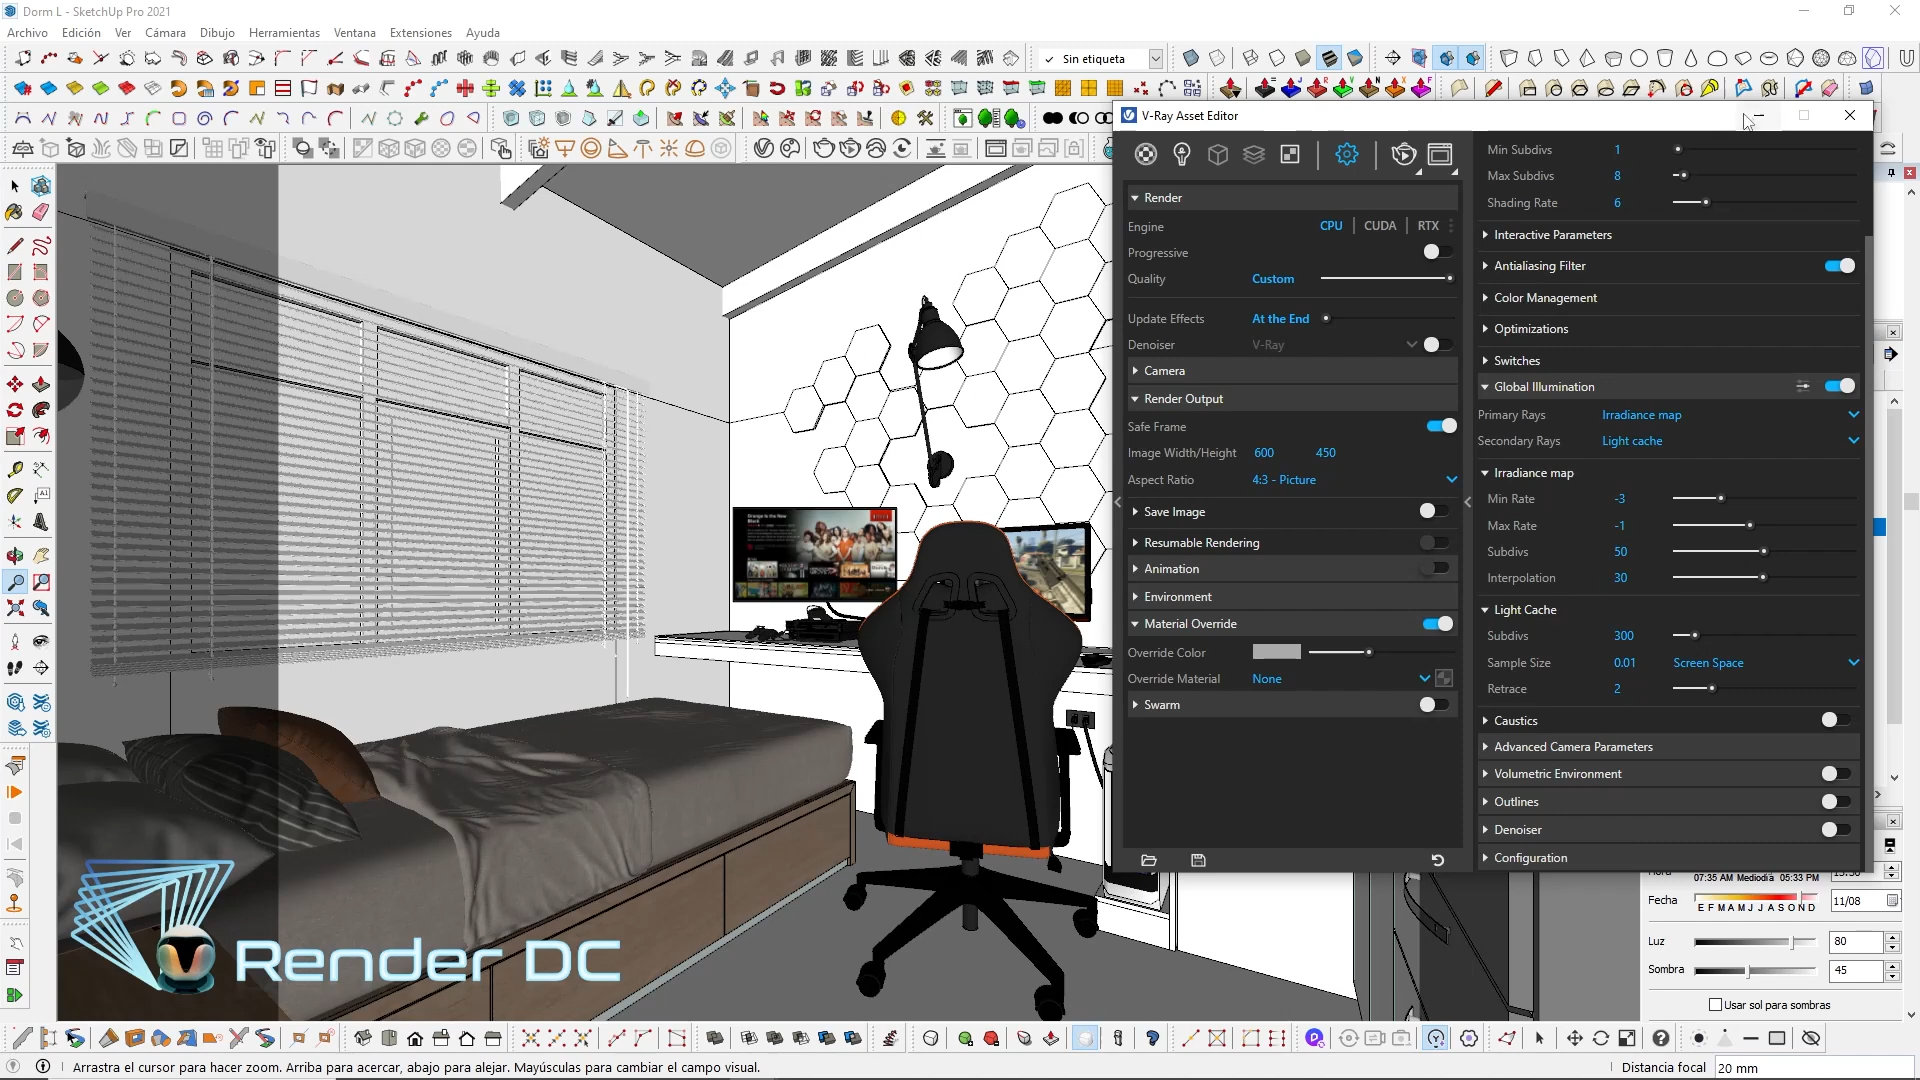 Dorm L - SketchUp Pro 2021
Archivo Edición Ver Cámara Dibujo Herramientas Ventana Extensiones Ayuda
Sin etiqueta
V-Ray Asset Editor
Render
Engine CPU CUDA RTX
Progressive
Quality Custom
Update Effects At the End
Denoiser V-Ray
Camera
Render Output
Safe Frame
Image Width/Height 600 450
Aspect Ratio 4:3 - Picture
Save Image
Resumable Rendering
Animation
Environment
Material Override
Override Color
Override Material None
Swarm
Min Subdivs 1
Max Subdivs 8
Shading Rate 6
Interactive Parameters
Antialiasing Filter
Color Management
Optimizations
Switches
Global Illumination
Primary Rays Irradiance map
Secondary Rays Light cache
Irradiance map
Min Rate -3
Max Rate -1
Subdivs 50
Interpolation 30
Light Cache
Subdivs 300
Sample Size 0.01 Screen Space
Retrace 2
Caustics
Advanced Camera Parameters
Volumetric Environment
Outlines
Denoiser
Configuration
07:35 AM Mediodía 05:33 PM
Fecha E F M A M J J A S O N D 11/08
Luz 80
Sombra 45
Usar sol para sombras
Render DC
Arrastra el cursor para hacer zoom. Arriba para acercar, abajo para alejar. Mayúsculas para cambiar el campo visual.
Distancia focal 20 mm